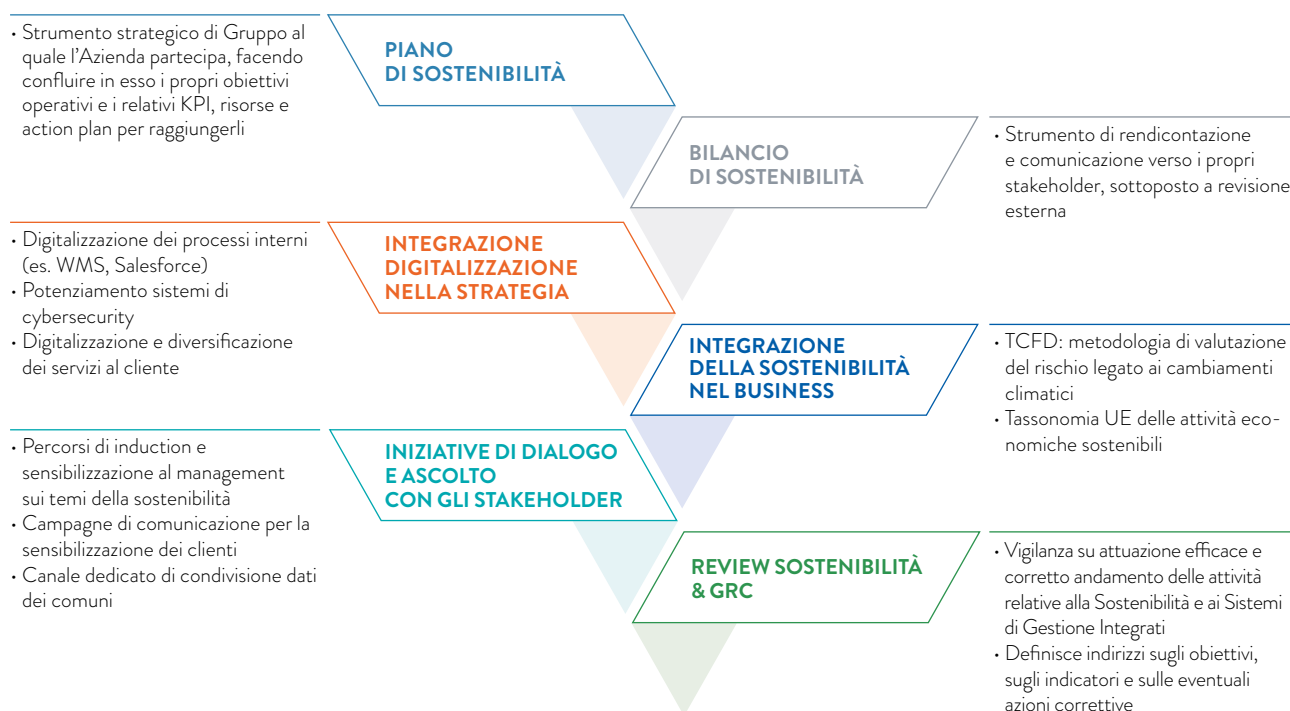 • Strumento strategico di Gruppo al
quale l'Azienda partecipa, facendo
confluire in esso i propri obiettivi
operativi e i relativi KPI, risorse e
action plan per raggiungerli
PIANO
DI SOSTENIBILITÀ
BILANCIO
DI SOSTENIBILITÀ
• Strumento di rendicontazione
e comunicazione verso i propri
stakeholder, sottoposto a revisione
esterna
• Digitalizzazione dei processi interni
(es. WMS, Salesforce)
• Potenziamento sistemi di
cybersecurity
• Digitalizzazione e diversificazione
dei servizi al cliente
INTEGRAZIONE
DIGITALIZZAZIONE
NELLA STRATEGIA
INTEGRAZIONE
DELLA SOSTENIBILITÀ
NEL BUSINESS
• TCFD: metodologia di valutazione
del rischio legato ai cambiamenti
climatici
• Tassonomia UE delle attività eco-
nomiche sostenibili
• Percorsi di induction e
sensibilizzazione al management
sui temi della sostenibilità
• Campagne di comunicazione per la
sensibilizzazione dei clienti
• Canale dedicato di condivisione dati
dei comuni
INIZIATIVE DI DIALOGO
E ASCOLTO
CON GLI STAKEHOLDER
REVIEW SOSTENIBILITÀ
& GRC
• Vigilanza su attuazione efficace e
corretto andamento delle attività
relative alla Sostenibilità e ai Sistemi
di Gestione Integrati
• Definisce indirizzi sugli obiettivi,
sugli indicatori e sulle eventuali
azioni correttive